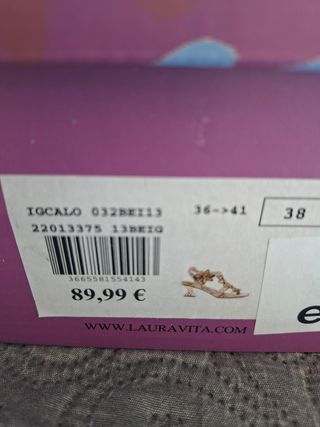 IGCALO 032BEI13 36->41 38
22013375 13BEIG
3665581554143
89,99 €
e
WWW.LAURAVITA.COM